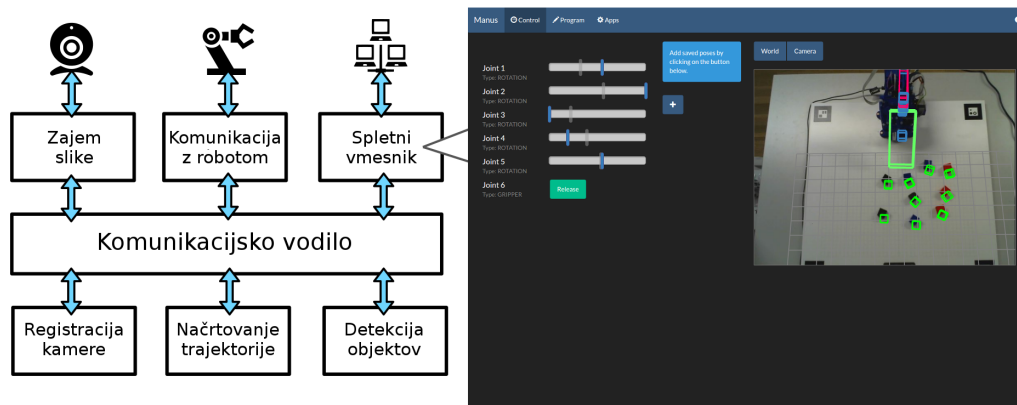 Zajem
slike
Komunikacija
z robotom
Spletni
vmesnik
Komunikacijsko vodilo
Registracija
kamere
Načrtovanje
trajektorije
Detekcija
objektov
Manus Control Program Apps
Joint 1
Type: ROTATION
Joint 2
Type: ROTATION
Joint 3
Type: ROTATION
Joint 4
Type: ROTATION
Joint 5
Type: ROTATION
Joint 6
Type: GRIPPER
Release
Add saved poses by
clicking on the button
below.
+
World Camera